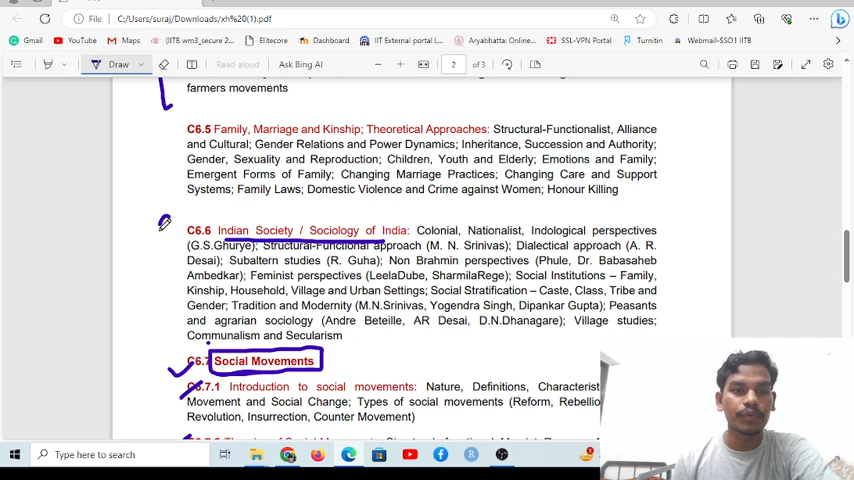 File
C:/Users/suraj/Downloads/xh%20(1).pdf
Gmail
YouTube
Maps
(IITB wm3_secure 2...
Elitecore
Dashboard
IIT External portal L...
Aryabhatta: Online...
SSL-VPN Portal
Turnitin
Webmail-SSO1 IITB
Draw
Read aloud
Ask Bing AI
2
of 3
farmers movements
C6.5 Family, Marriage and Kinship; Theoretical Approaches: Structural-Functionalist, Alliance
and Cultural; Gender Relations and Power Dynamics; Inheritance, Succession and Authority;
Gender, Sexuality and Reproduction; Children, Youth and Elderly; Emotions and Family;
Emergent Forms of Family; Changing Marriage Practices; Changing Care and Support
Systems; Family Laws; Domestic Violence and Crime against Women; Honour Killing
C6.6 Indian Society / Sociology of India: Colonial, Nationalist, Indological perspectives
(G.S.Ghurye); Structural-Functional approach (M. N. Srinivas); Dialectical approach (A. R.
Desai); Subaltern studies (R. Guha); Non Brahmin perspectives (Phule, Dr. Babasaheb
Ambedkar); Feminist perspectives (LeelaDube, SharmilaRege); Social Institutions – Family,
Kinship, Household, Village and Urban Settings; Social Stratification – Caste, Class, Tribe and
Gender; Tradition and Modernity (M.N.Srinivas, Yogendra Singh, Dipankar Gupta); Peasants
and agrarian sociology (Andre Beteille, AR Desai, D.N.Dhanagare); Village studies;
Communalism and Secularism
C6.7 Social Movements
C6.7.1 Introduction to social movements: Nature, Definitions, Characterist
Movement and Social Change; Types of social movements (Reform, Rebellio
Revolution, Insurrection, Counter Movement)
Type here to search